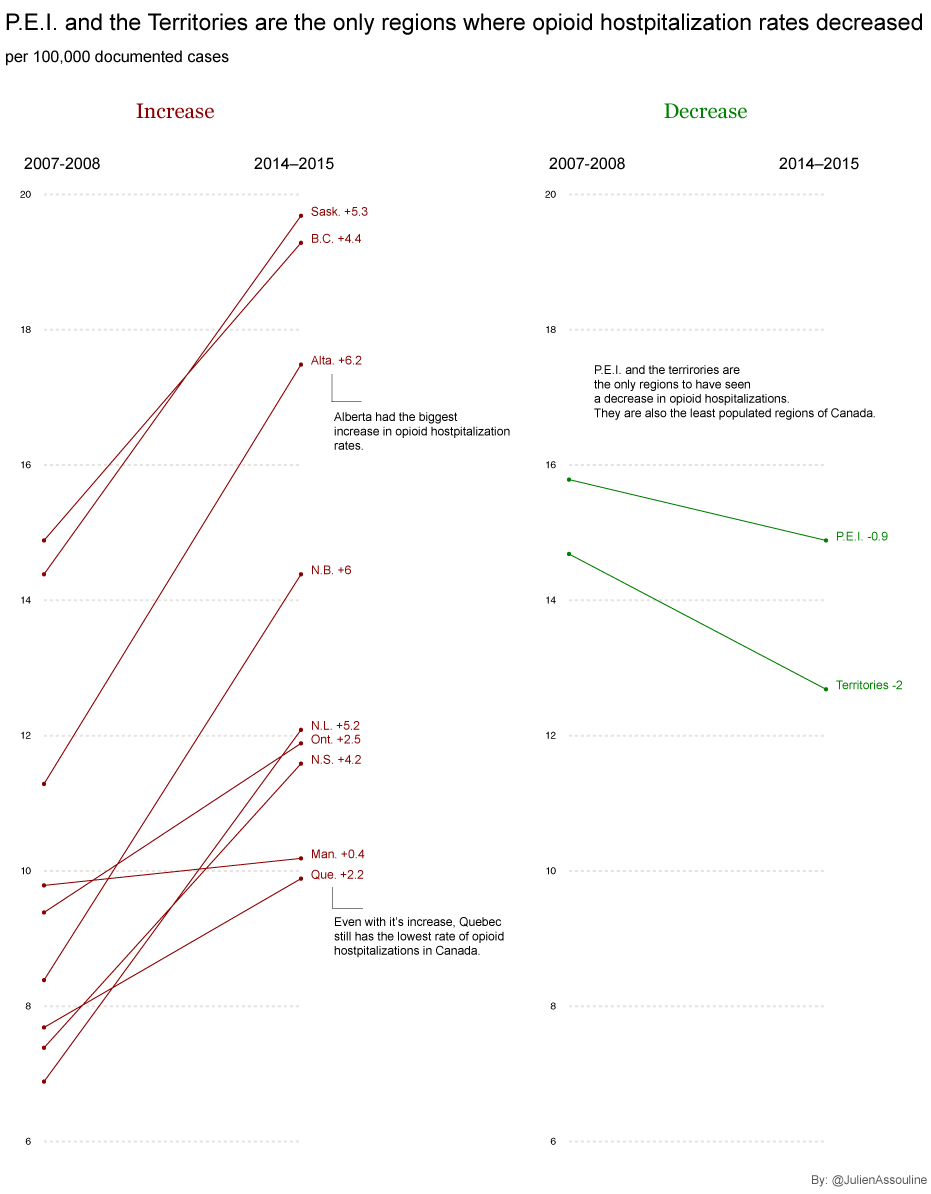 P.E.I. and the Territories are the only regions where opioid hostpitalization rates decreased
per 100,000 documented cases
Increase
Decrease
2007-2008
2014–2015
2007-2008
2014–2015
20
20
Sask. +5.3
B.C. +4.4
18
18
Alta. +6.2
P.E.I. and the terrirories are
the only regions to have seen
a decrease in opioid hospitalizations.
They are also the least populated regions of Canada.
Alberta had the biggest
increase in opioid hostpitalization
rates.
16
16
P.E.I. -0.9
N.B. +6
14
14
Territories -2
N.L. +5.2
12
12
Ont. +2.5
N.S. +4.2
Man. +0.4
10
10
Que. +2.2
Even with it's increase, Quebec
still has the lowest rate of opioid
hostpitalizations in Canada.
8
8
6
6
By: @JulienAssouline